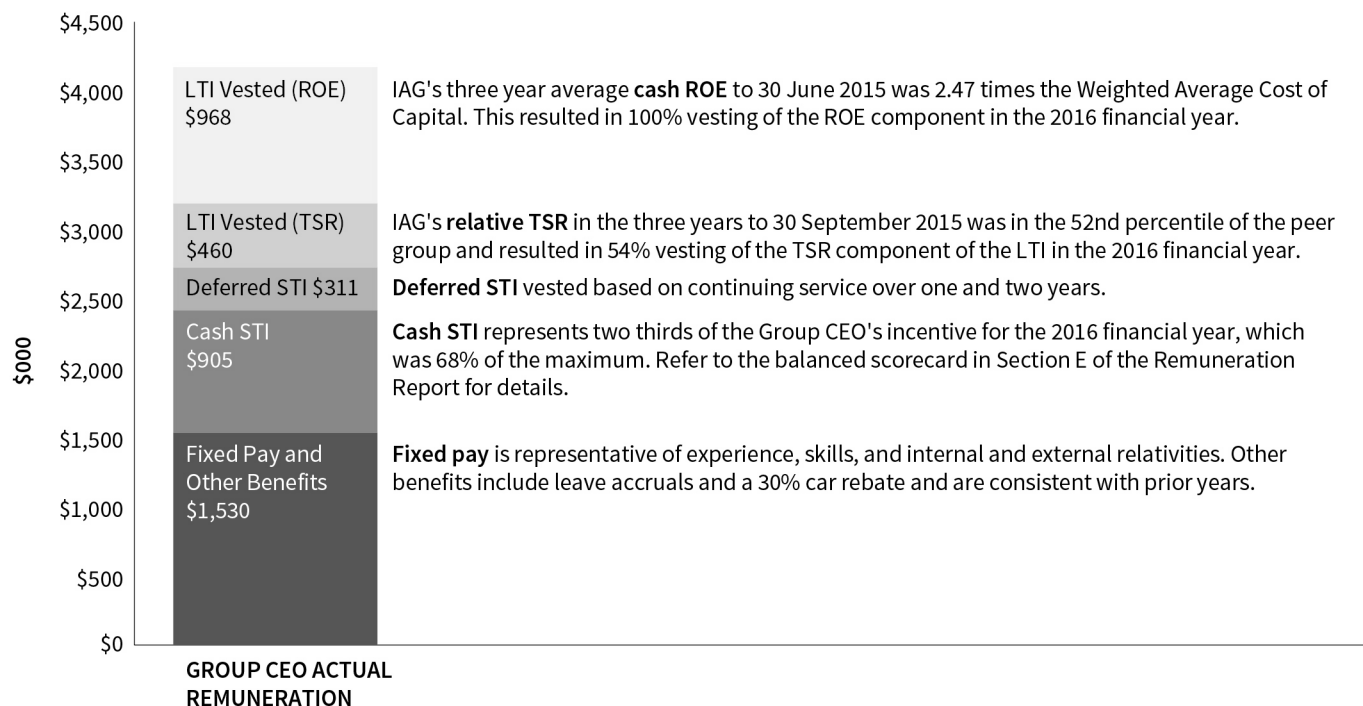 $4,500
$4,000
$3,500
$3,000
$2,500
$2,000
$1,500
$1,000
$500
$0
$000
LTI Vested (ROE)
$968
IAG's three year average cash ROE to 30 June 2015 was 2.47 times the Weighted Average Cost of
Capital. This resulted in 100% vesting of the ROE component in the 2016 financial year.
LTI Vested (TSR)
$460
IAG's relative TSR in the three years to 30 September 2015 was in the 52nd percentile of the peer
group and resulted in 54% vesting of the TSR component of the LTI in the 2016 financial year.
Deferred STI $311
Deferred STI vested based on continuing service over one and two years.
Cash STI
$905
Cash STI represents two thirds of the Group CEO's incentive for the 2016 financial year, which
was 68% of the maximum. Refer to the balanced scorecard in Section E of the Remuneration
Report for details.
Fixed Pay and
Other Benefits
$1,530
Fixed pay is representative of experience, skills, and internal and external relativities. Other
benefits include leave accruals and a 30% car rebate and are consistent with prior years.
GROUP CEO ACTUAL
REMUNERATION